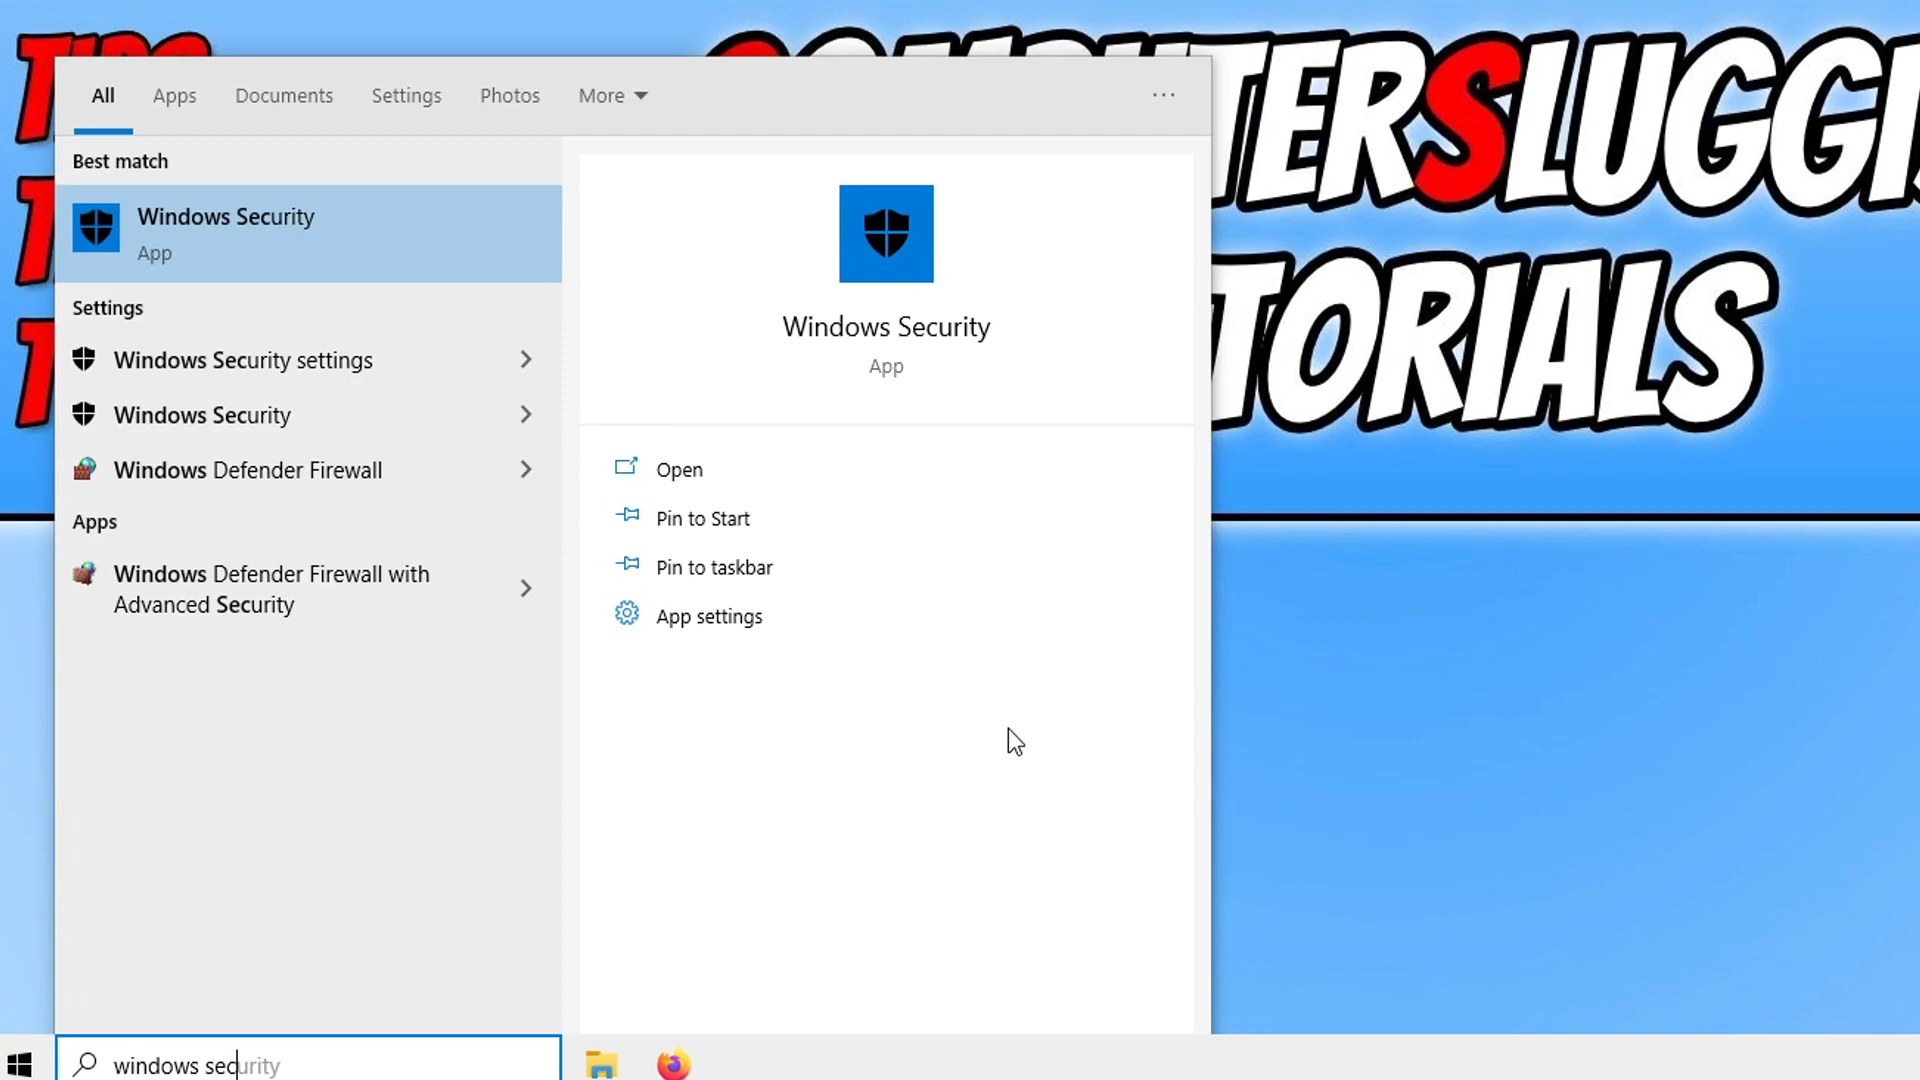 All
Apps
Documents
Settings
Photos
More
Best match
Windows Security
App
Settings
Windows Security settings
Windows Security
Windows Defender Firewall
Apps
Windows Defender Firewall with
Advanced Security
Windows Security
App
Open
Pin to Start
Pin to taskbar
App settings
TERSLUGGI
TORIALS
windows security